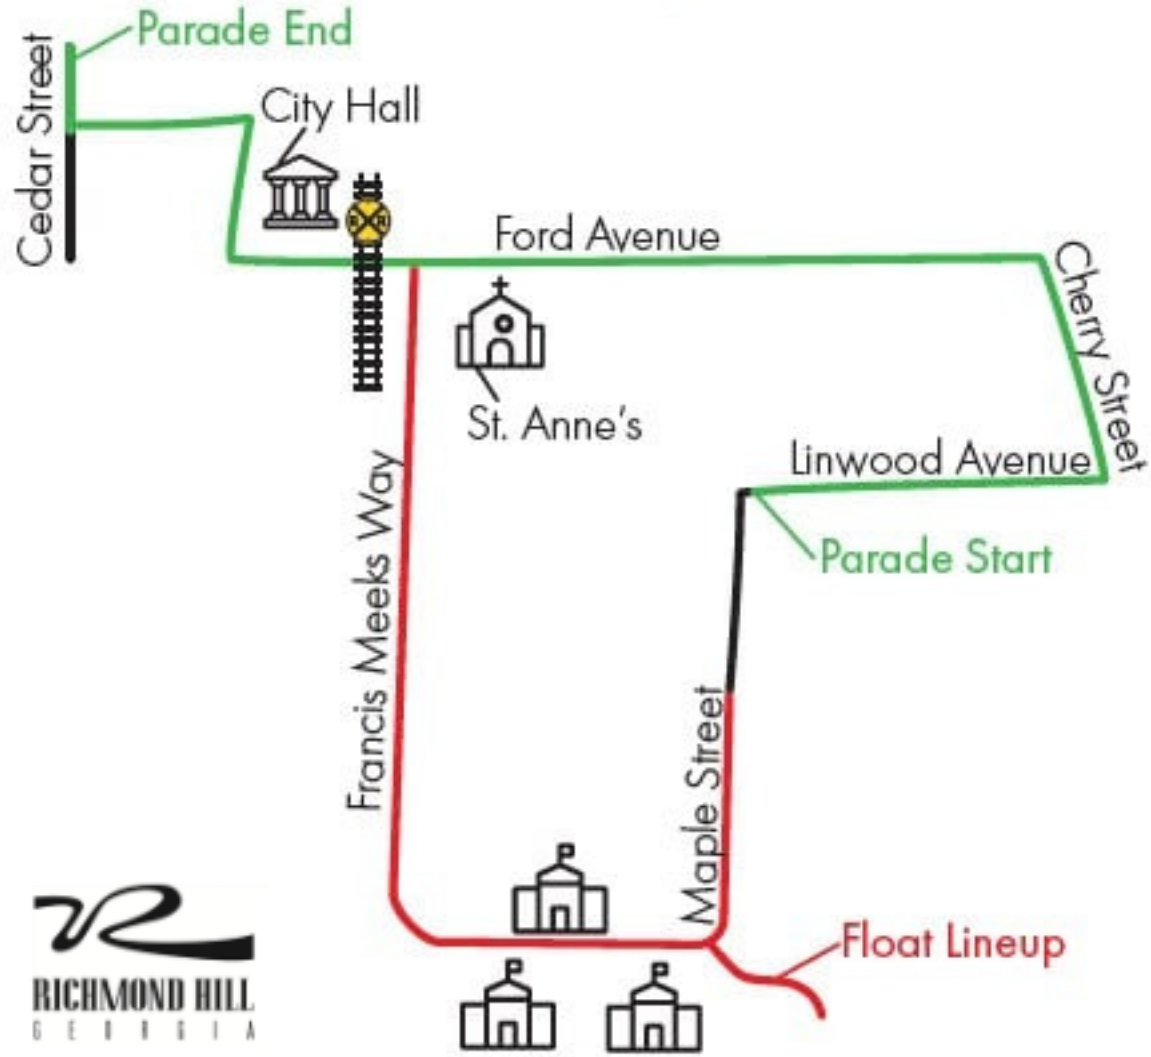 Parade End
Cedar Street
City Hall
R R
Ford Avenue
Cherry Street
St. Anne's
Linwood Avenue
Parade Start
Francis Meeks Way
Maple Street
Float Lineup
RICHMOND HILL
GEORGIA